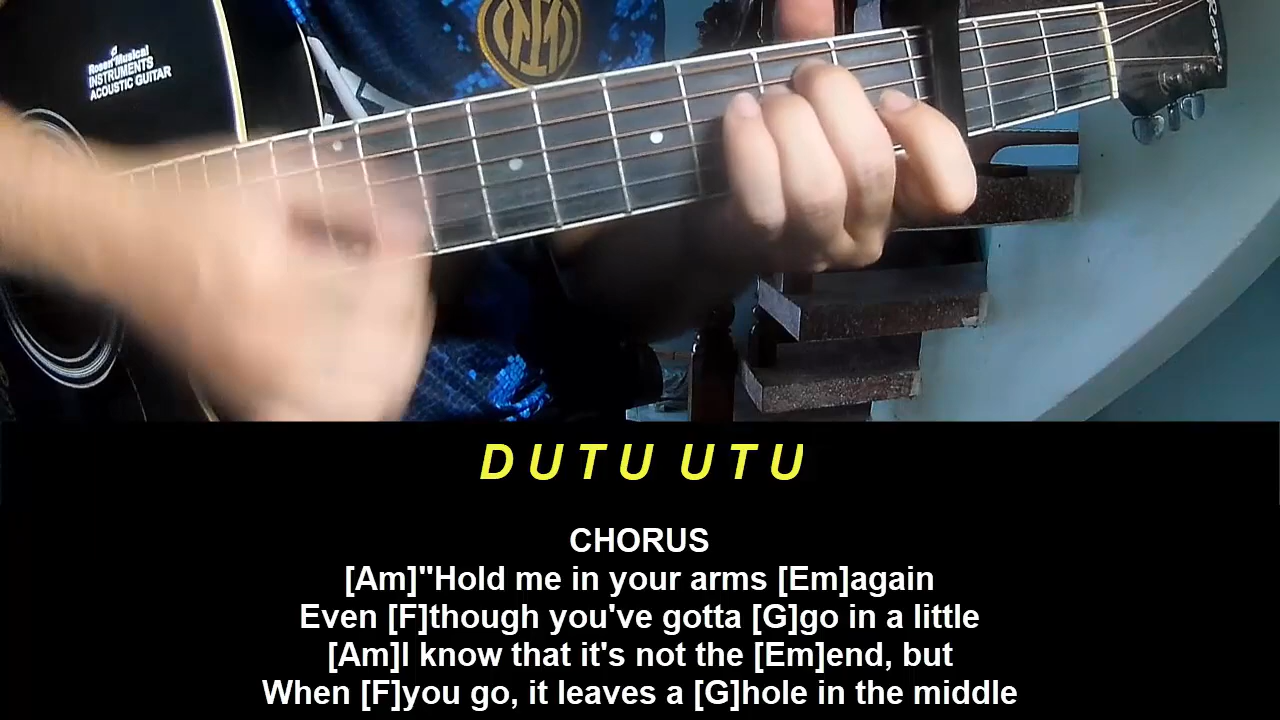 Rosen Musical
INSTRUMENTS
ACOUSTIC GUITAR
D U T U U T U
CHORUS
[Am]"Hold me in your arms [Em]again
Even [F]though you've gotta [G]go in a little
[Am]I know that it's not the [Em]end, but
When [F]you go, it leaves a [G]hole in the middle